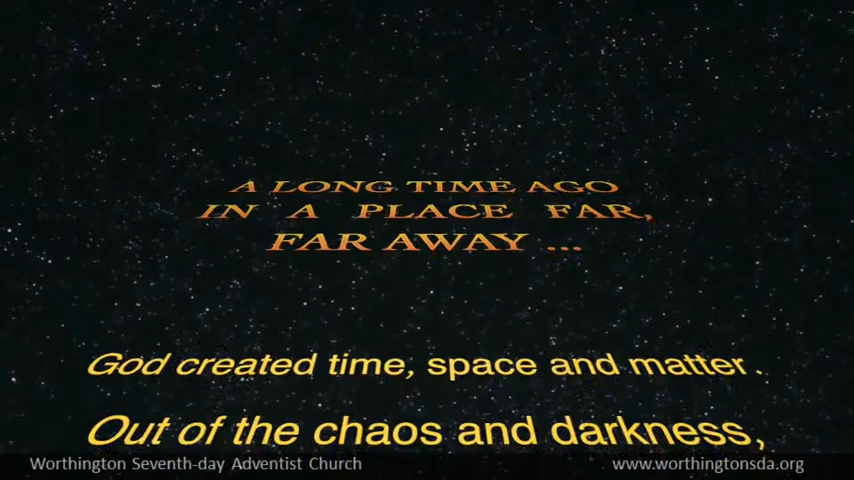 A LONG TIME AGO
IN A PLACE FAR,
FAR AWAY ...
God created time, space and matter.
Out of the chaos and darkness,
Worthington Seventh-day Adventist Church
www.worthingtonsda.org